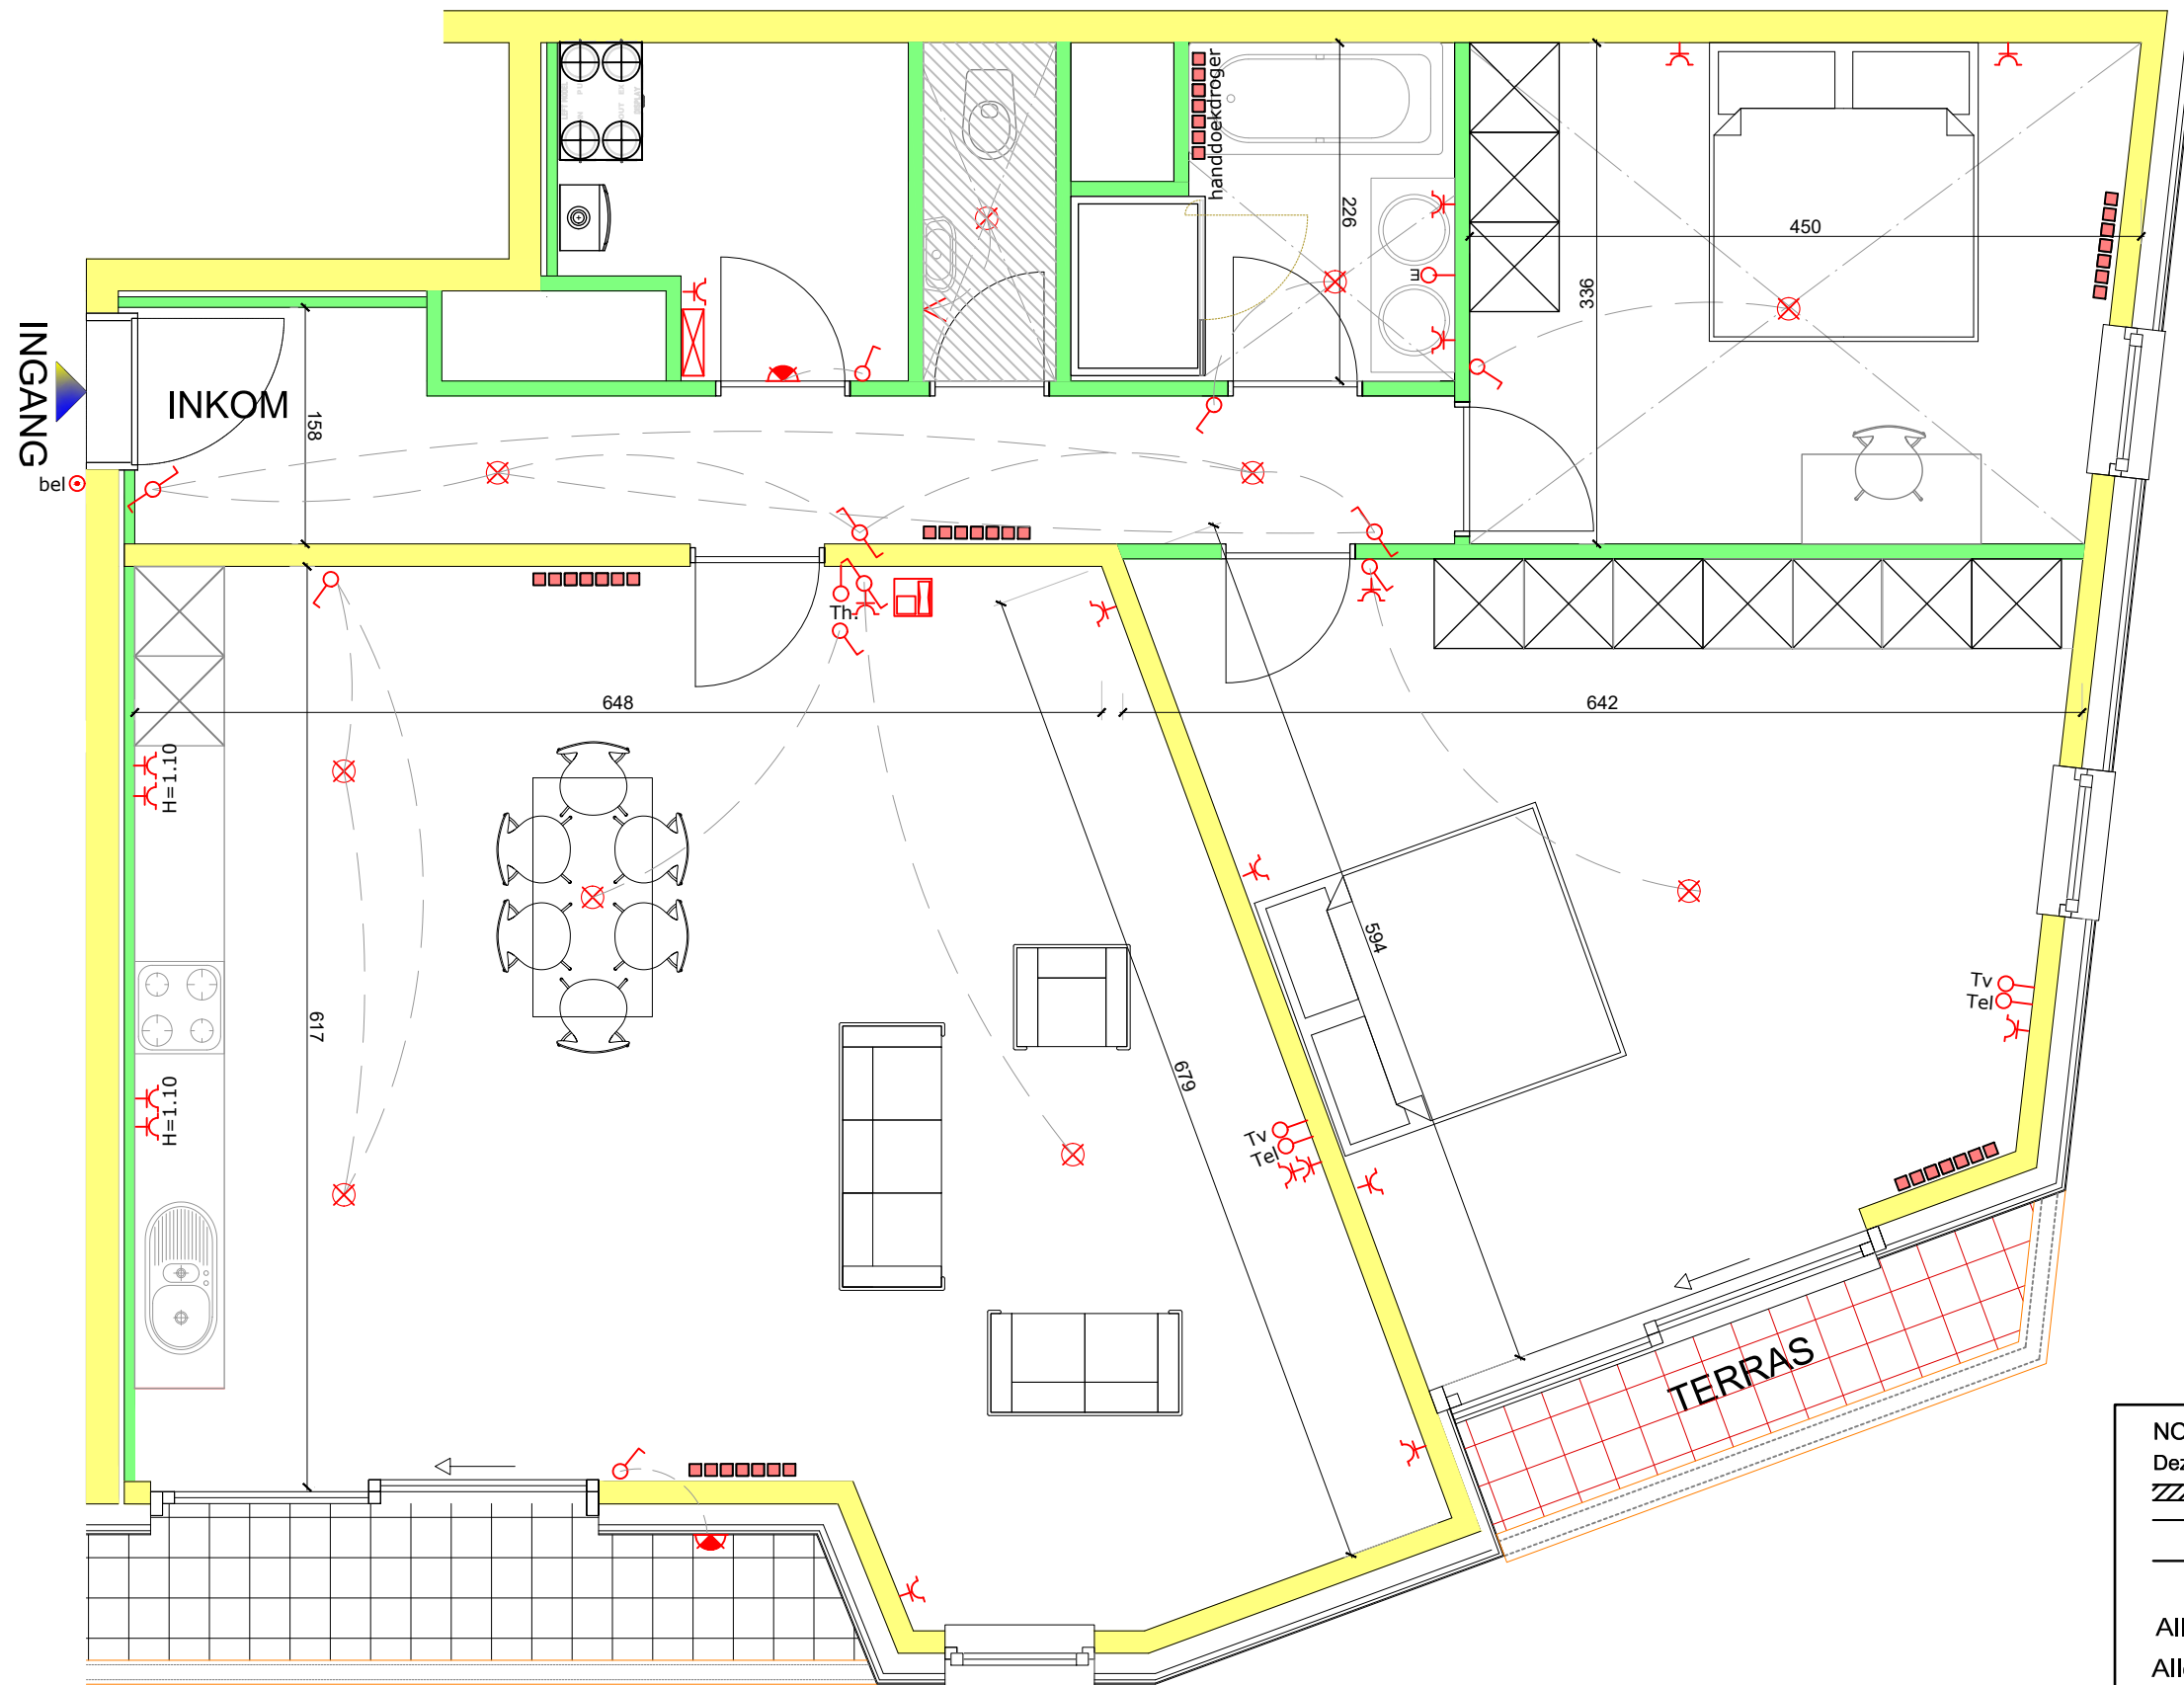 handdoekdroger
226
450
336
INGANG
INKOM
158
bel
E
Th.
648
642
H=1.10
594
617
679
H=1.10
Tv
Tel
Tv
Tel
TERRAS
All